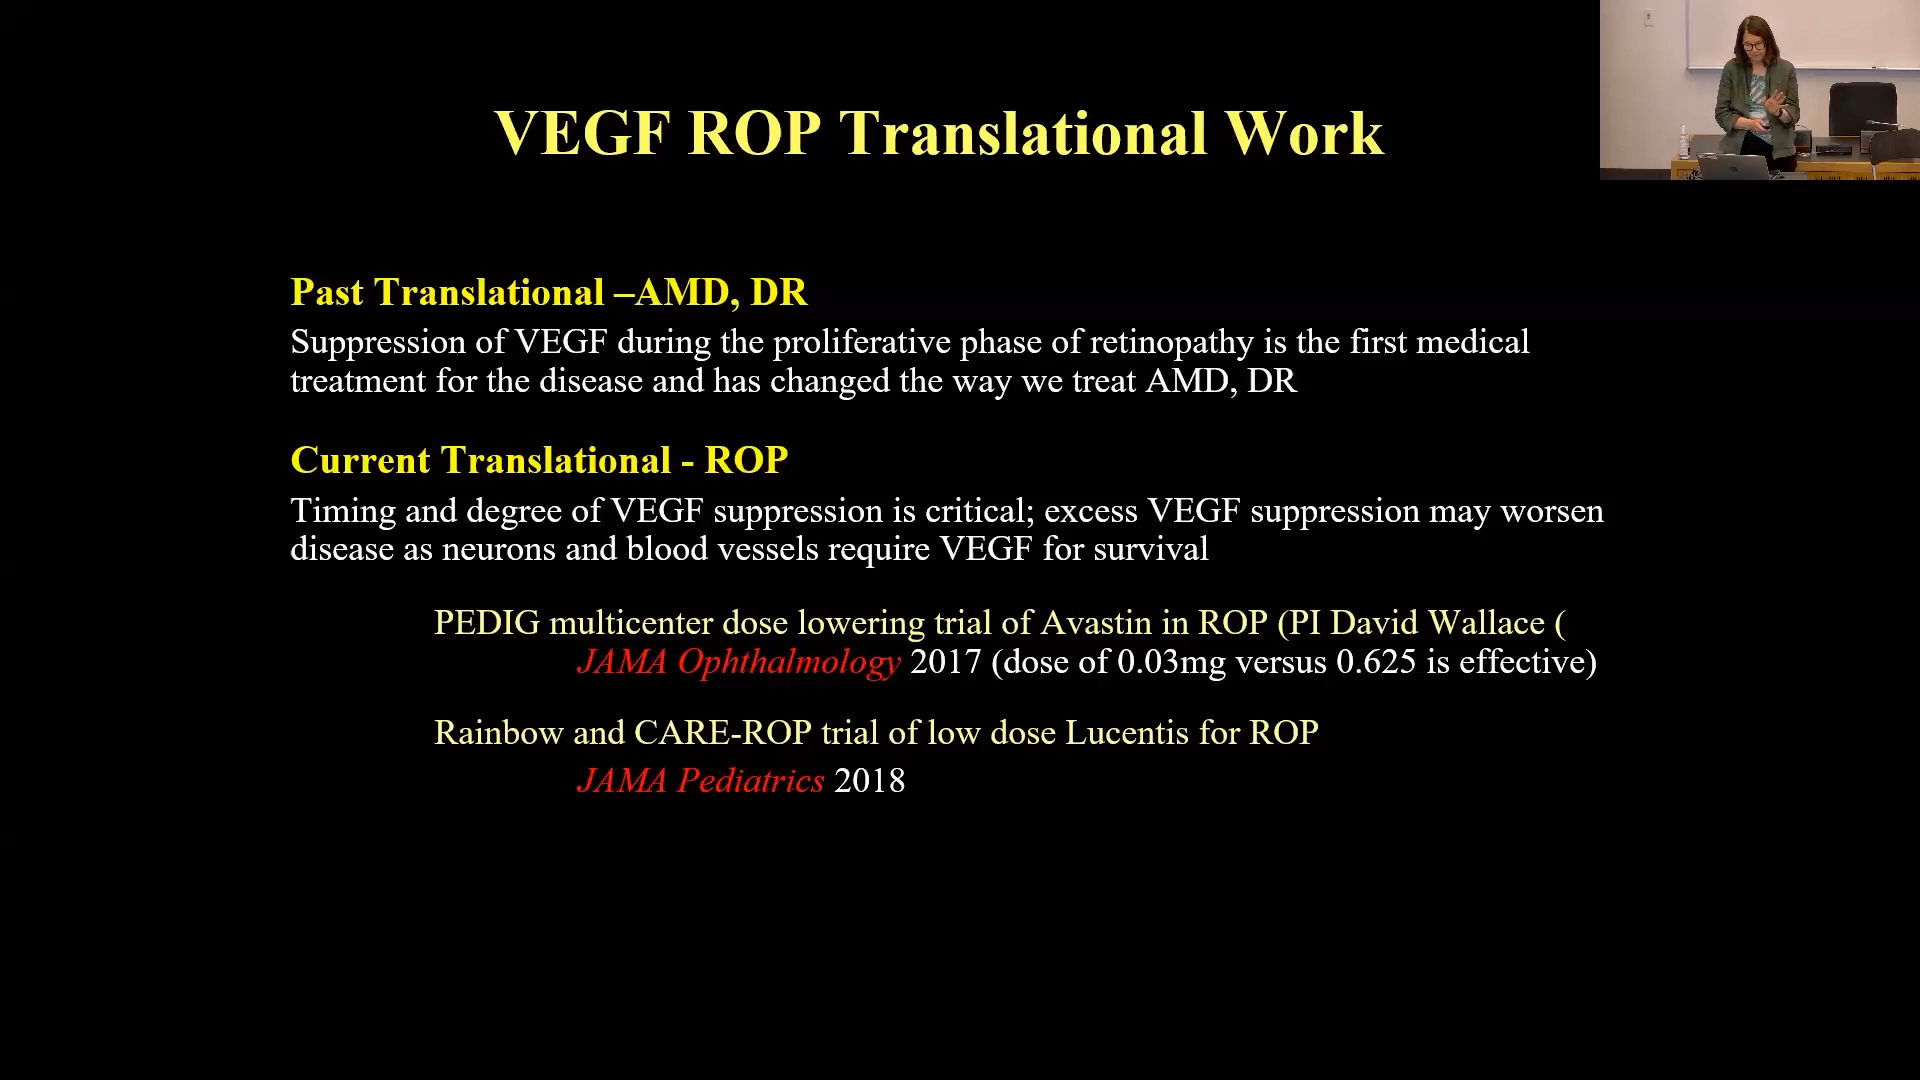 VEGF ROP Translational Work
Past Translational –AMD, DR
Suppression of VEGF during the proliferative phase of retinopathy is the first medical
treatment for the disease and has changed the way we treat AMD, DR
Current Translational - ROP
Timing and degree of VEGF suppression is critical; excess VEGF suppression may worsen
disease as neurons and blood vessels require VEGF for survival
PEDIG multicenter dose lowering trial of Avastin in ROP (PI David Wallace (
JAMA Ophthalmology 2017 (dose of 0.03mg versus 0.625 is effective)
Rainbow and CARE-ROP trial of low dose Lucentis for ROP
JAMA Pediatrics 2018